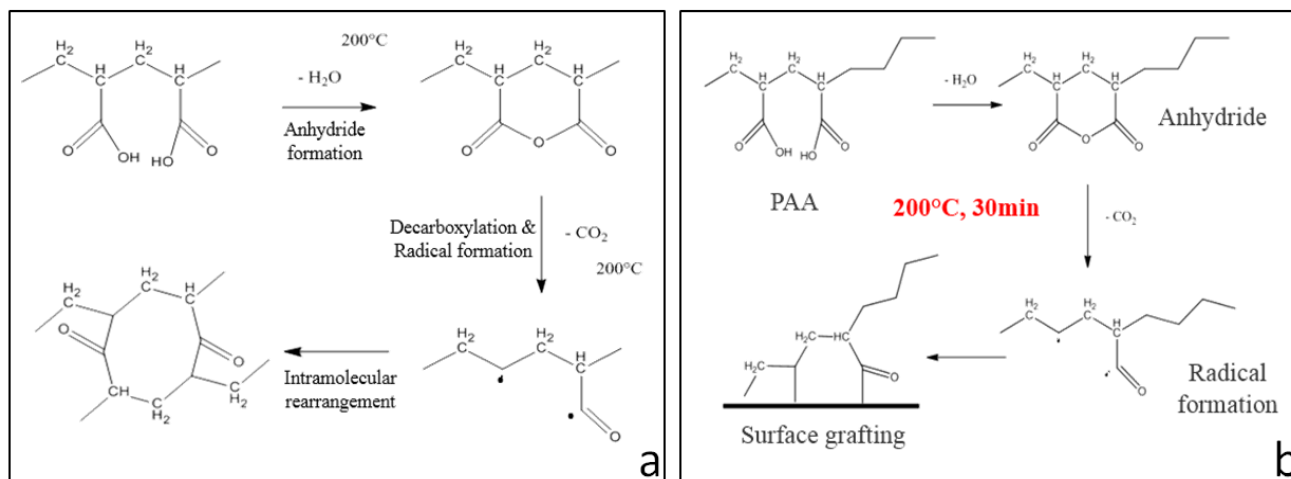 200°C
H2
H2
H
H
C
C
C
C
- H2O
O
OH
HO
O
Anhydride
formation
H2
H2
C
C
H
H
C
C
O
O
O
Decarboxylation &
Radical formation
- CO2
200°C
H2
H2
C
C
H
C
O
Intramolecular
rearrangement
H2
C
H
C
H2
C
O
O
CH
C
H2
C
H2
a
H2
C
H2
C
H
C
H
C
O
OH
HO
O
PAA
- H2O
H2
C
H2
C
H
C
H
C
O
O
O
Anhydride
200°C, 30min
- CO2
H2
C
H2
C
H
C
O
Radical
formation
H2C
HC
H2C
O
Surface grafting
b